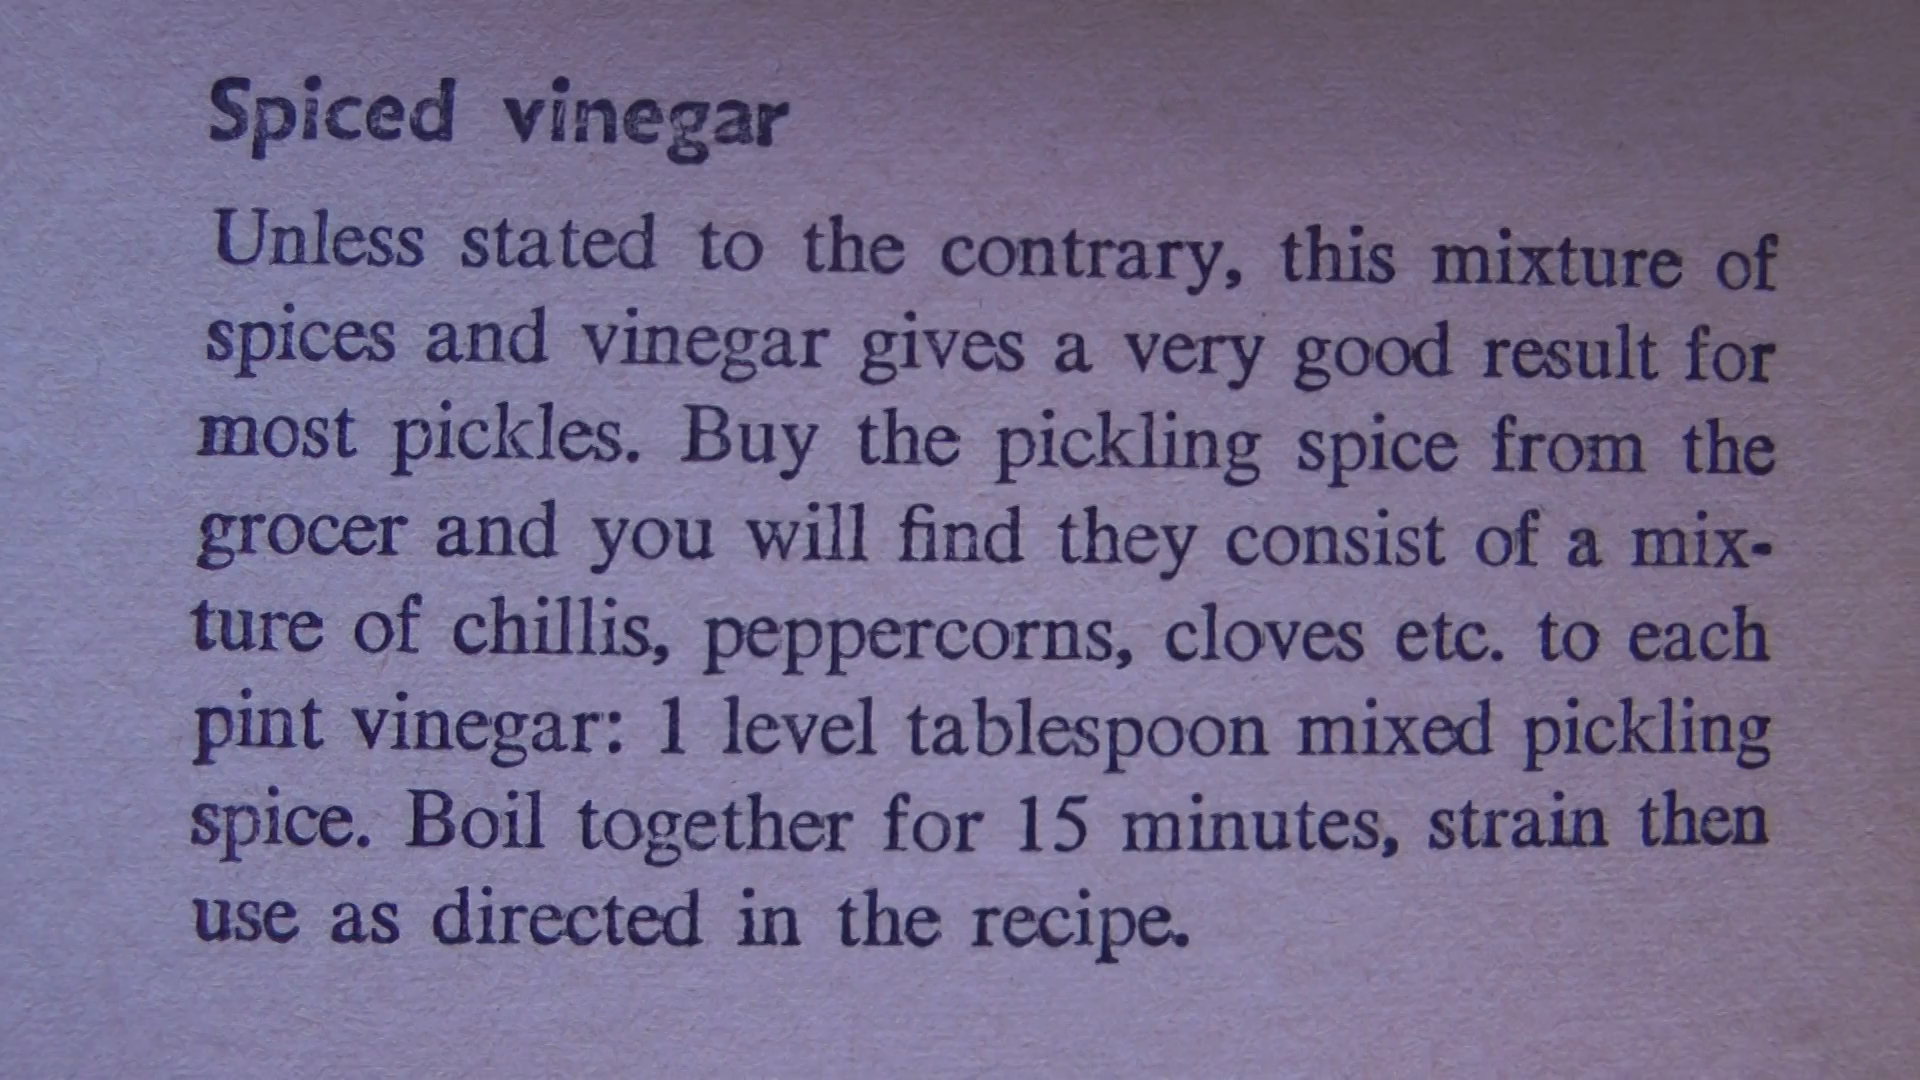 Spiced vinegar
Unless stated to the contrary, this mixture of
spices and vinegar gives a very good result for
most pickles. Buy the pickling spice from the
grocer and you will find they consist of a mix-
ture of chillis, peppercorns, cloves etc. to each
pint vinegar: 1 level tablespoon mixed pickling
spice. Boil together for 15 minutes, strain then
use as directed in the recipe.